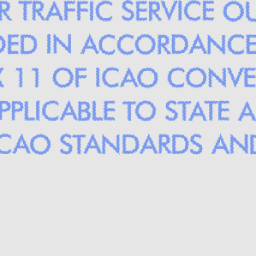 R TRAFFIC SERVICE OU
DED IN ACCORDANCE
X 11 OF ICAO CONVE
PPLICABLE TO STATE A
CAO STANDARDS AND